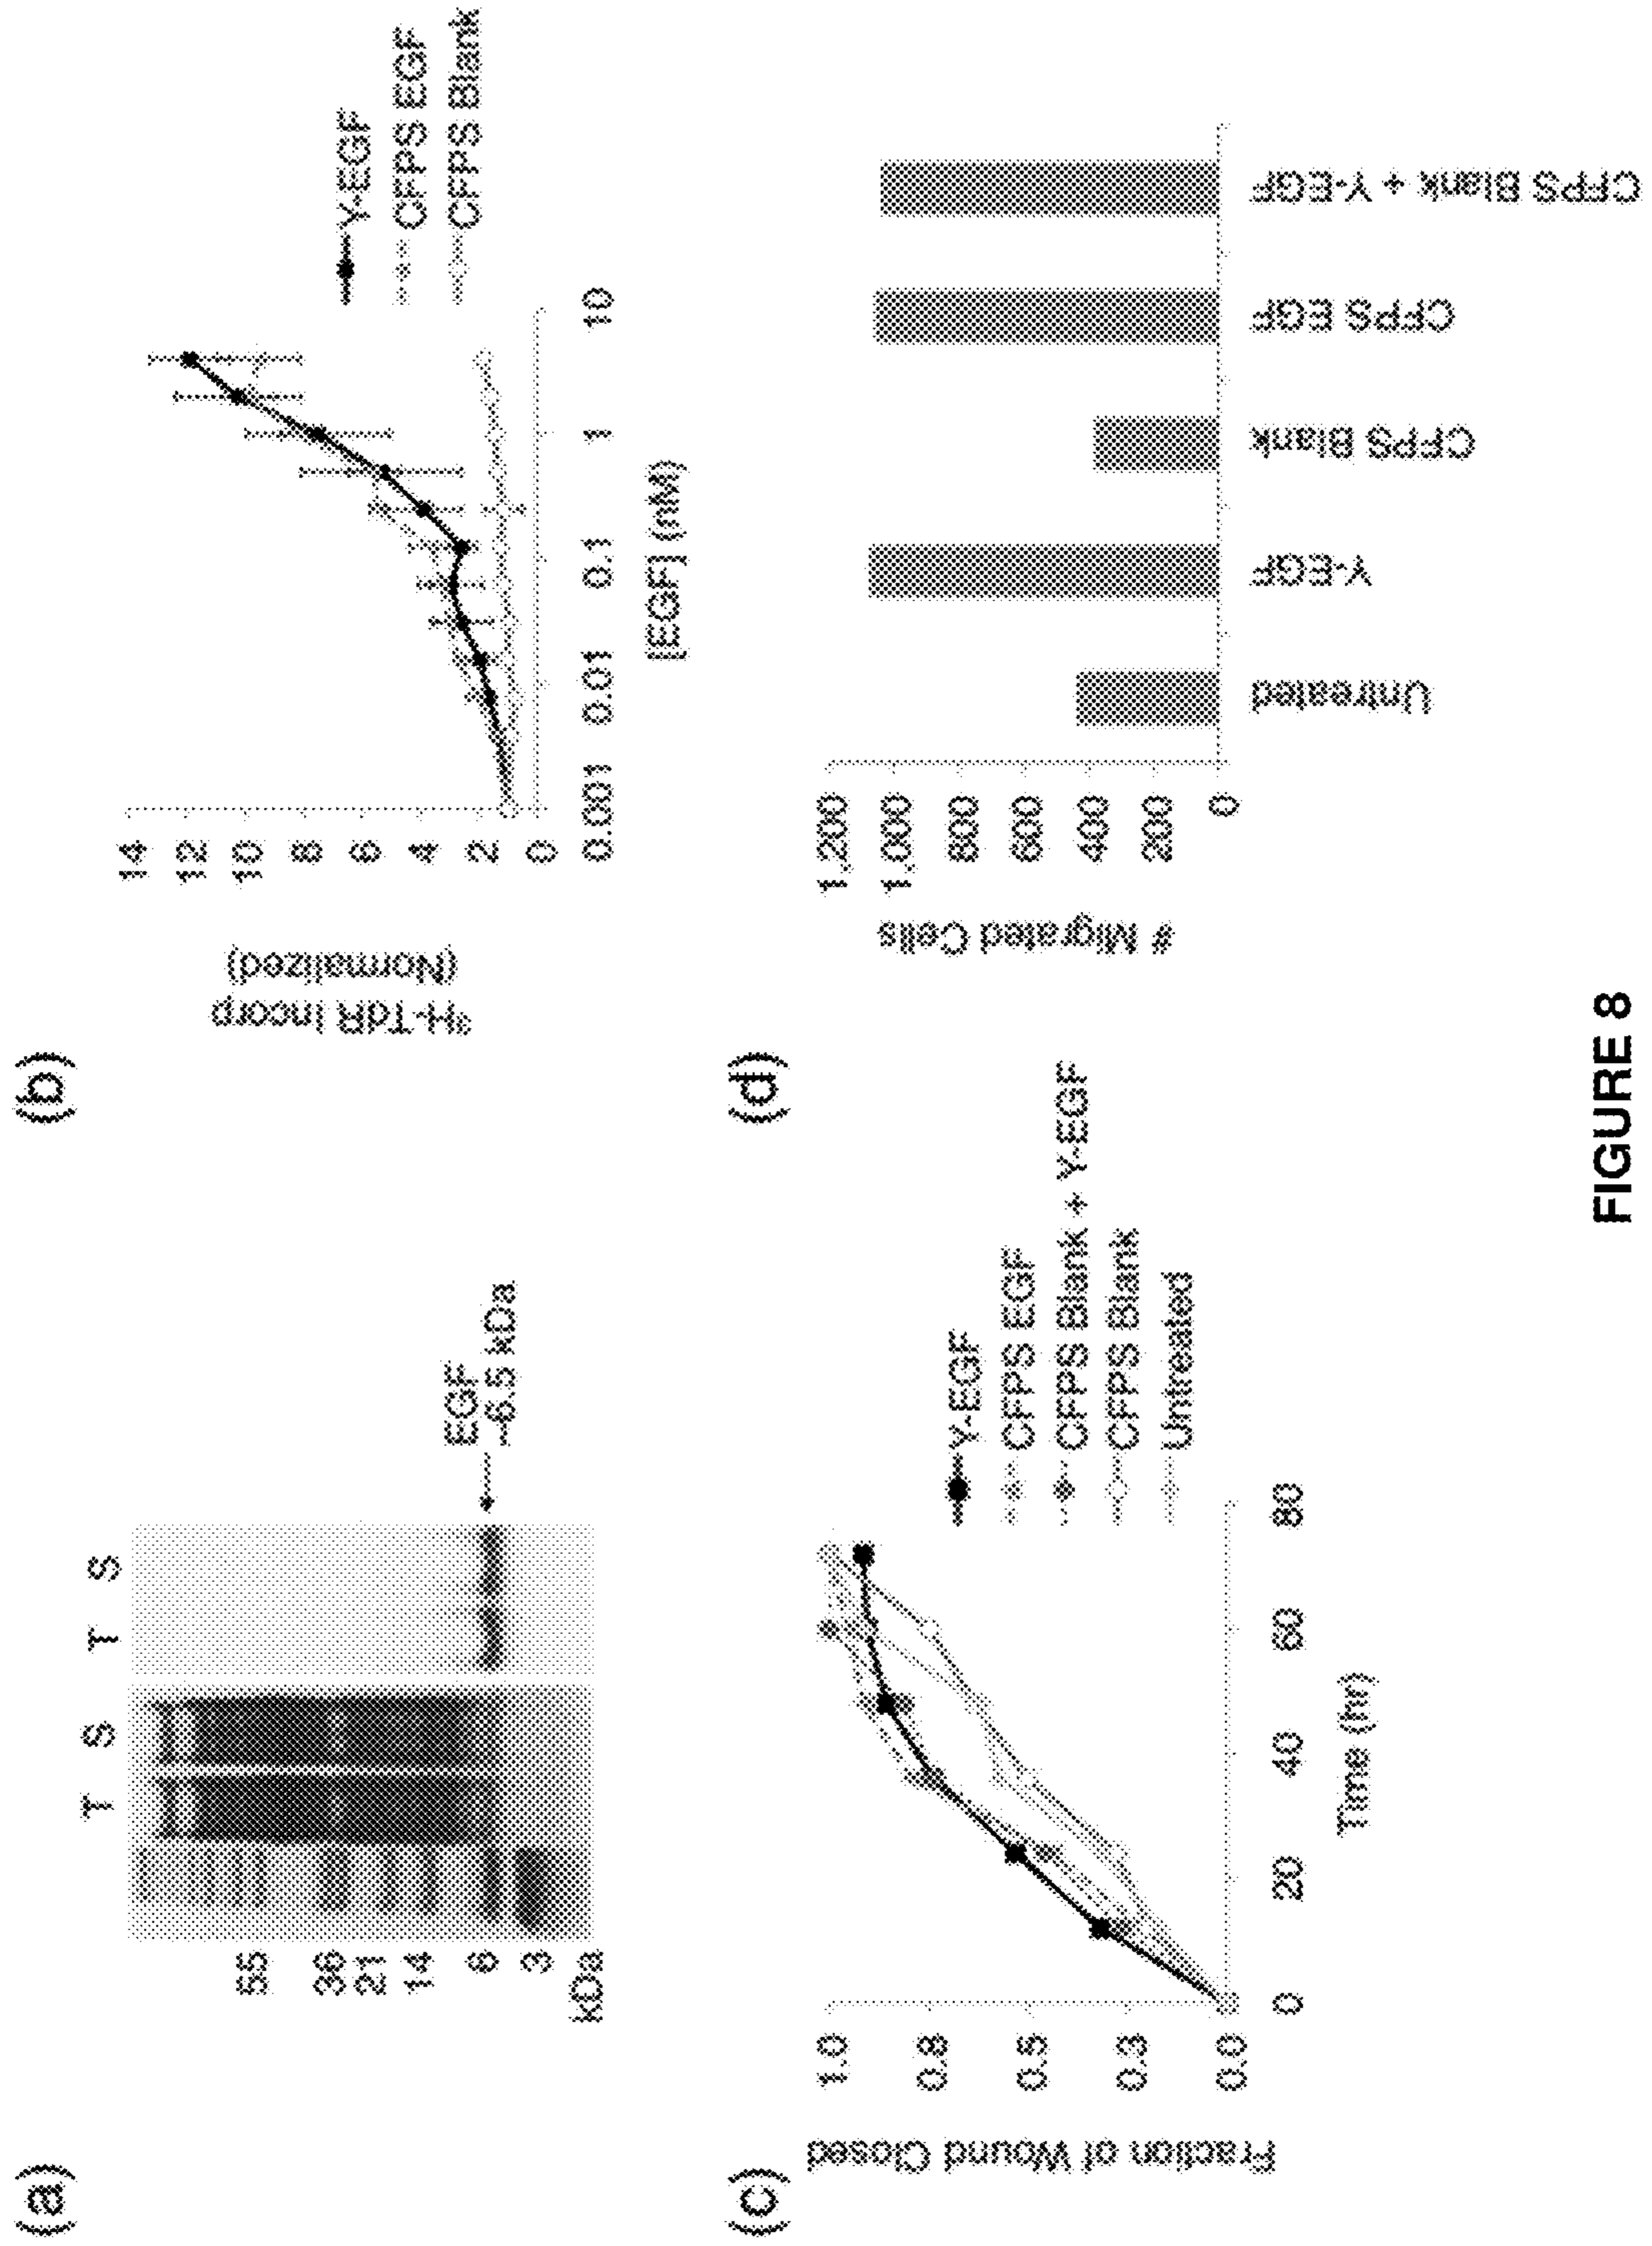 (a)
T S T S
55
36
21
14
6
3
kDa
EGF
~6.5 kDa
(b)
³H-TdR Incorp
(Normalized)
14
12
10
8
6
4
2
0
0.001 0.01 0.1 1 10
[EGF] (nM)
Y-EGF
CFPS EGF
CFPS Blank
(c)
Fraction of Wound Closed
1.0
0.8
0.5
0.3
0.0
0 20 40 60 80
Time (hr)
Y-EGF
CFPS EGF
CFPS Blank + Y-EGF
CFPS Blank
Untreated
(d)
# Migrated Cells
1,200
1,000
800
600
400
200
0
Untreated
Y-EGF
CFPS Blank
CFPS EGF
CFPS Blank + Y-EGF
FIGURE 8